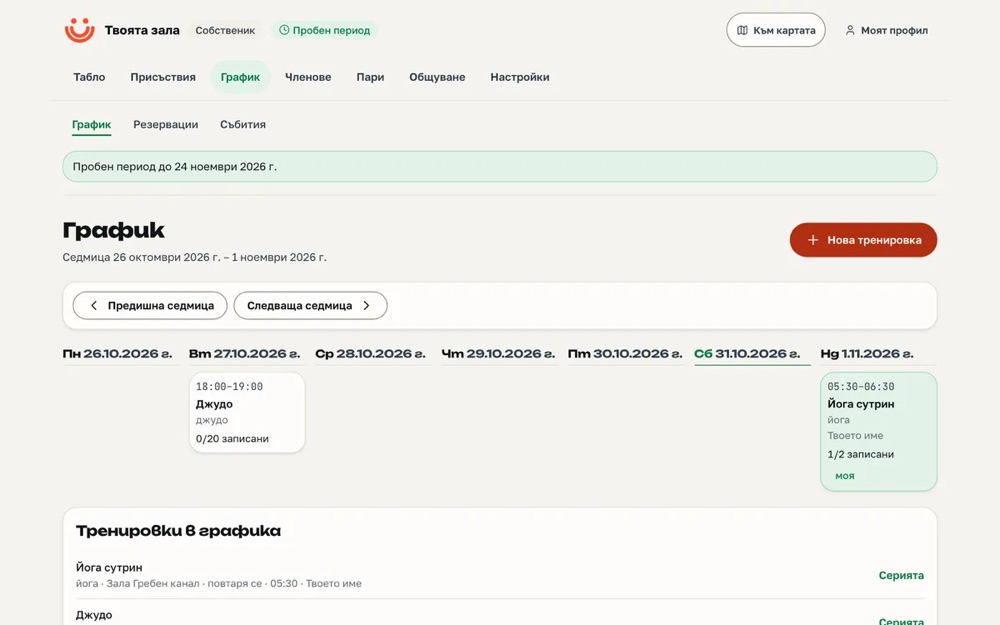 Твоята зала Собственик Пробен период Към картата Моят профил
Табло Присъствия График Членове Пари Общуване Настройки
График Резервации Събития
Пробен период до 24 ноември 2026 г.
График
Седмица 26 октомври 2026 г. – 1 ноември 2026 г.
Нова тренировка
Предишна седмица Следваща седмица
Пн 26.10.2026 г. Вт 27.10.2026 г. Ср 28.10.2026 г. Чт 29.10.2026 г. Пт 30.10.2026 г. Сб 31.10.2026 г. Нд 1.11.2026 г.
18:00–19:00
Джудо
джудо
0/20 записани
05:30–06:30
Йога сутрин
йога
Твоето име
1/2 записани
моя
Тренировки в графика
Йога сутрин
йога · Зала Гребен канал · повтаря се · 05:30 · Твоето име
Серията
Джудо
Серията